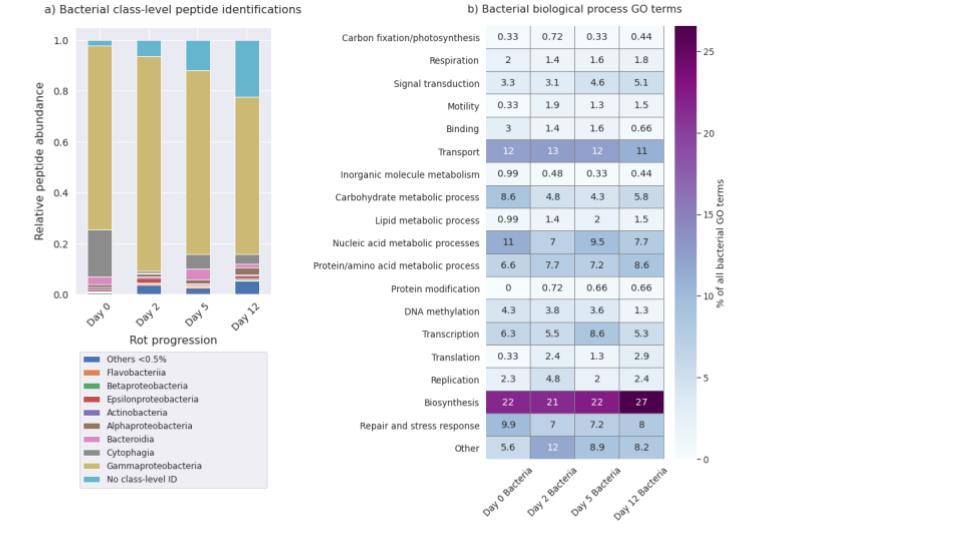 a) Bacterial class-level peptide identifications
1.0
0.8
0.6
0.4
0.2
0.0
Relative peptide abundance
Day 0
Day 2
Day 5
Day 12
Rot progression
Others <0.5%
Flavobacteriia
Betaproteobacteria
Epsilonproteobacteria
Actinobacteria
Alphaproteobacteria
Bacteroidia
Cytophagia
Gammaproteobacteria
No class-level ID
b) Bacterial biological process GO terms
Carbon fixation/photosynthesis 0.33 0.72 0.33 0.44
Respiration 2 1.4 1.6 1.8
Signal transduction 3.3 3.1 4.6 5.1
Motility 0.33 1.9 1.3 1.5
Binding 3 1.4 1.6 0.66
Transport 12 13 12 11
Inorganic molecule metabolism 0.99 0.48 0.33 0.44
Carbohydrate metabolic process 8.6 4.8 4.3 5.8
Lipid metabolic process 0.99 1.4 2 1.5
Nucleic acid metabolic processes 11 7 9.5 7.7
Protein/amino acid metabolic process 6.6 7.7 7.2 8.6
Protein modification 0 0.72 0.66 0.66
DNA methylation 4.3 3.8 3.6 1.3
Transcription 6.3 5.5 8.6 5.3
Translation 0.33 2.4 1.3 2.9
Replication 2.3 4.8 2 2.4
Biosynthesis 22 21 22 27
Repair and stress response 9.9 7 7.2 8
Other 5.6 12 8.9 8.2
Day 0 Bacteria
Day 2 Bacteria
Day 5 Bacteria
Day 12 Bacteria
25
20
15
10
5
0
% of all bacterial GO terms